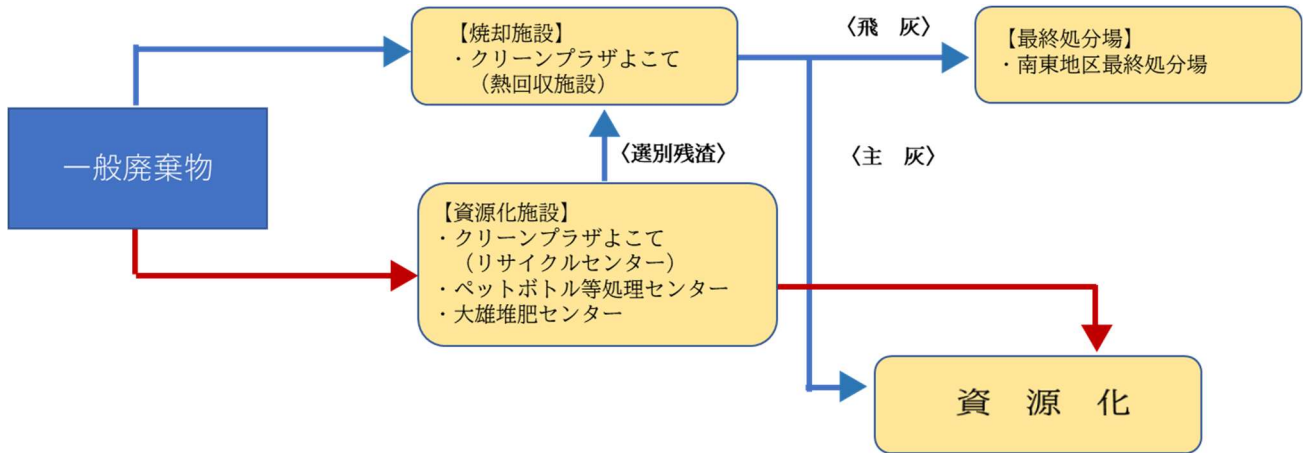 【焼却施設】
・クリーンプラザよこて
（熱回収施設）
〈飛　灰〉
【最終処分場】
・南東地区最終処分場
一般廃棄物
〈選別残渣〉
〈主　灰〉
【資源化施設】
・クリーンプラザよこて
（リサイクルセンター）
・ペットボトル等処理センター
・大雄堆肥センター
資　源　化